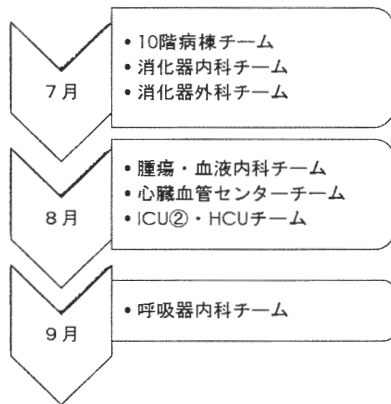 7月
• 10階病棟チーム
• 消化器内科チーム
• 消化器外科チーム
8月
• 腫瘍・血液内科チーム
• 心臓血管センターチーム
• ICU②・HCUチーム
9月
• 呼吸器内科チーム